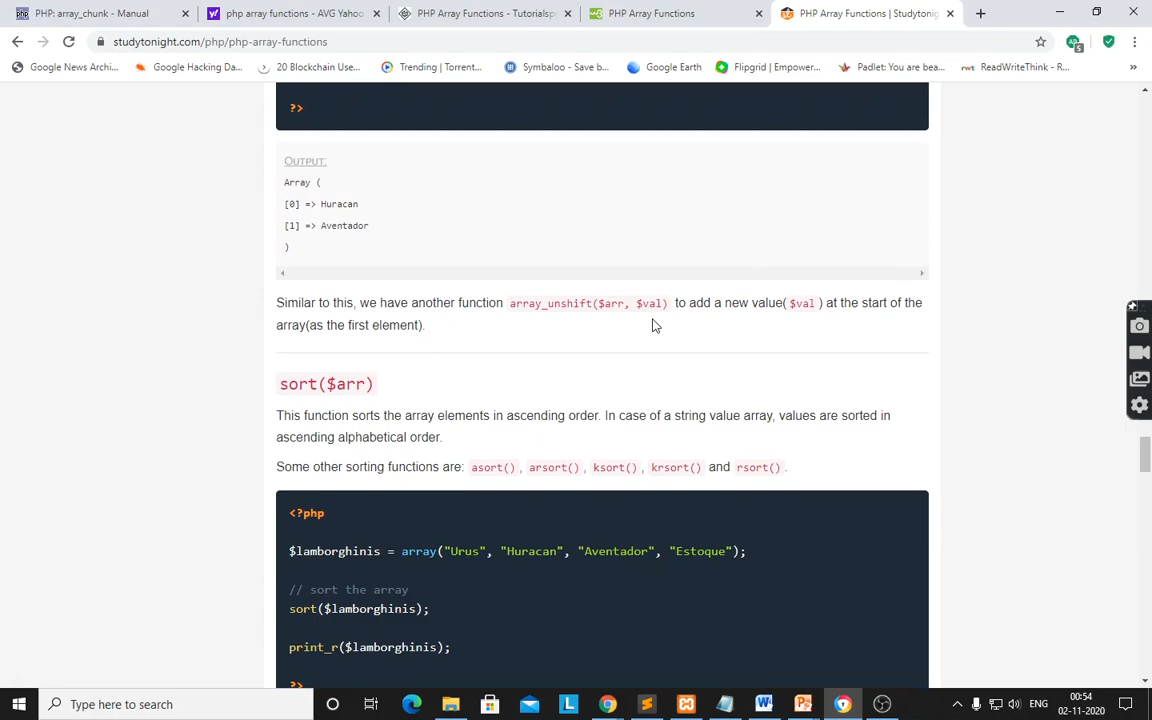 PHP: array_chunk - Manual
php array functions - AVG Yahoo
PHP Array Functions - Tutorialsp
PHP Array Functions
PHP Array Functions | Studytonig
studytonight.com/php/php-array-functions
Google News Archi...
Google Hacking Da...
20 Blockchain Use...
Trending | Torrent...
Symbaloo - Save b...
Google Earth
Flipgrid | Empower...
Padlet: You are bea...
ReadWriteThink - R...
?>
OUTPUT:
Array (
[0] => Huracan
[1] => Aventador
)
Similar to this, we have another function array_unshift($arr, $val) to add a new value( $val ) at the start of the
array(as the first element).
sort($arr)
This function sorts the array elements in ascending order. In case of a string value array, values are sorted in
ascending alphabetical order.
Some other sorting functions are: asort() , arsort() , ksort() , krsort() and rsort() .
<?php
$lamborghinis = array("Urus", "Huracan", "Aventador", "Estoque");
// sort the array
sort($lamborghinis);
print_r($lamborghinis);
?>
Type here to search
ENG
00:54
02-11-2020